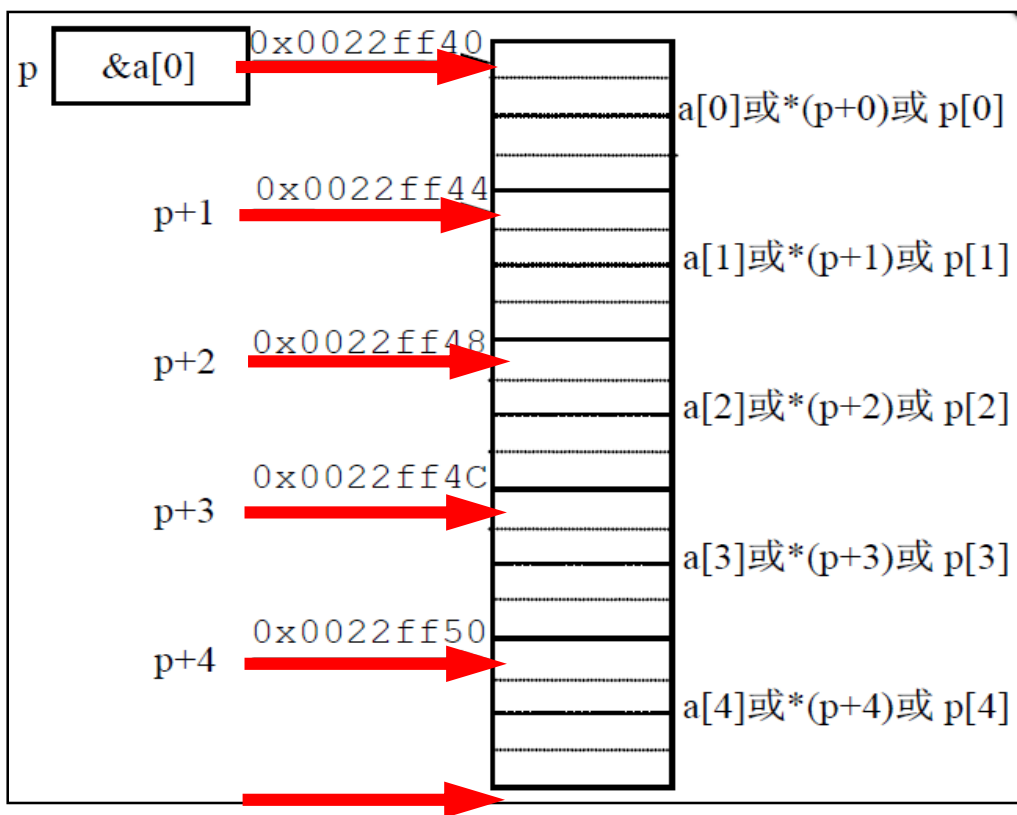 0x0022ff40
p &a[0]
a[0]或*(p+0)或 p[0]
0x0022ff44
p+1
a[1]或*(p+1)或 p[1]
0x0022ff48
p+2
a[2]或*(p+2)或 p[2]
0x0022ff4C
p+3
a[3]或*(p+3)或 p[3]
0x0022ff50
p+4
a[4]或*(p+4)或 p[4]